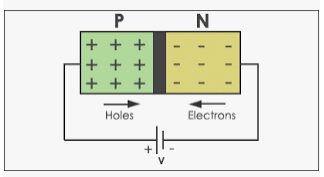 P N
+ + + - - -
+ + + - - -
+ + + - - -
Holes Electrons
+ -
V